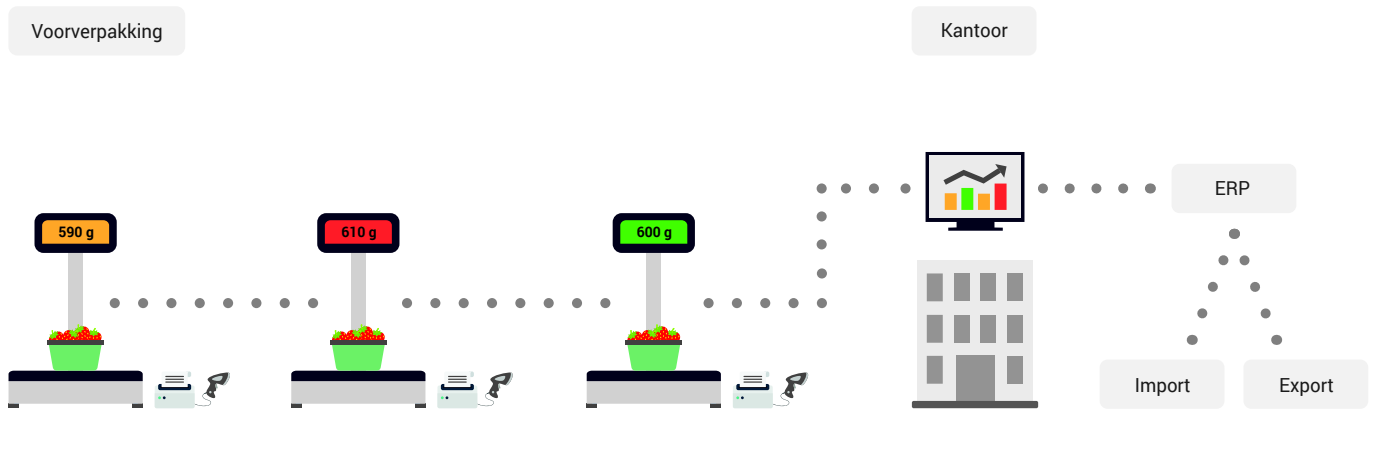 Voorverpakking
Kantoor
ERP
590 g
610 g
600 g
Import
Export